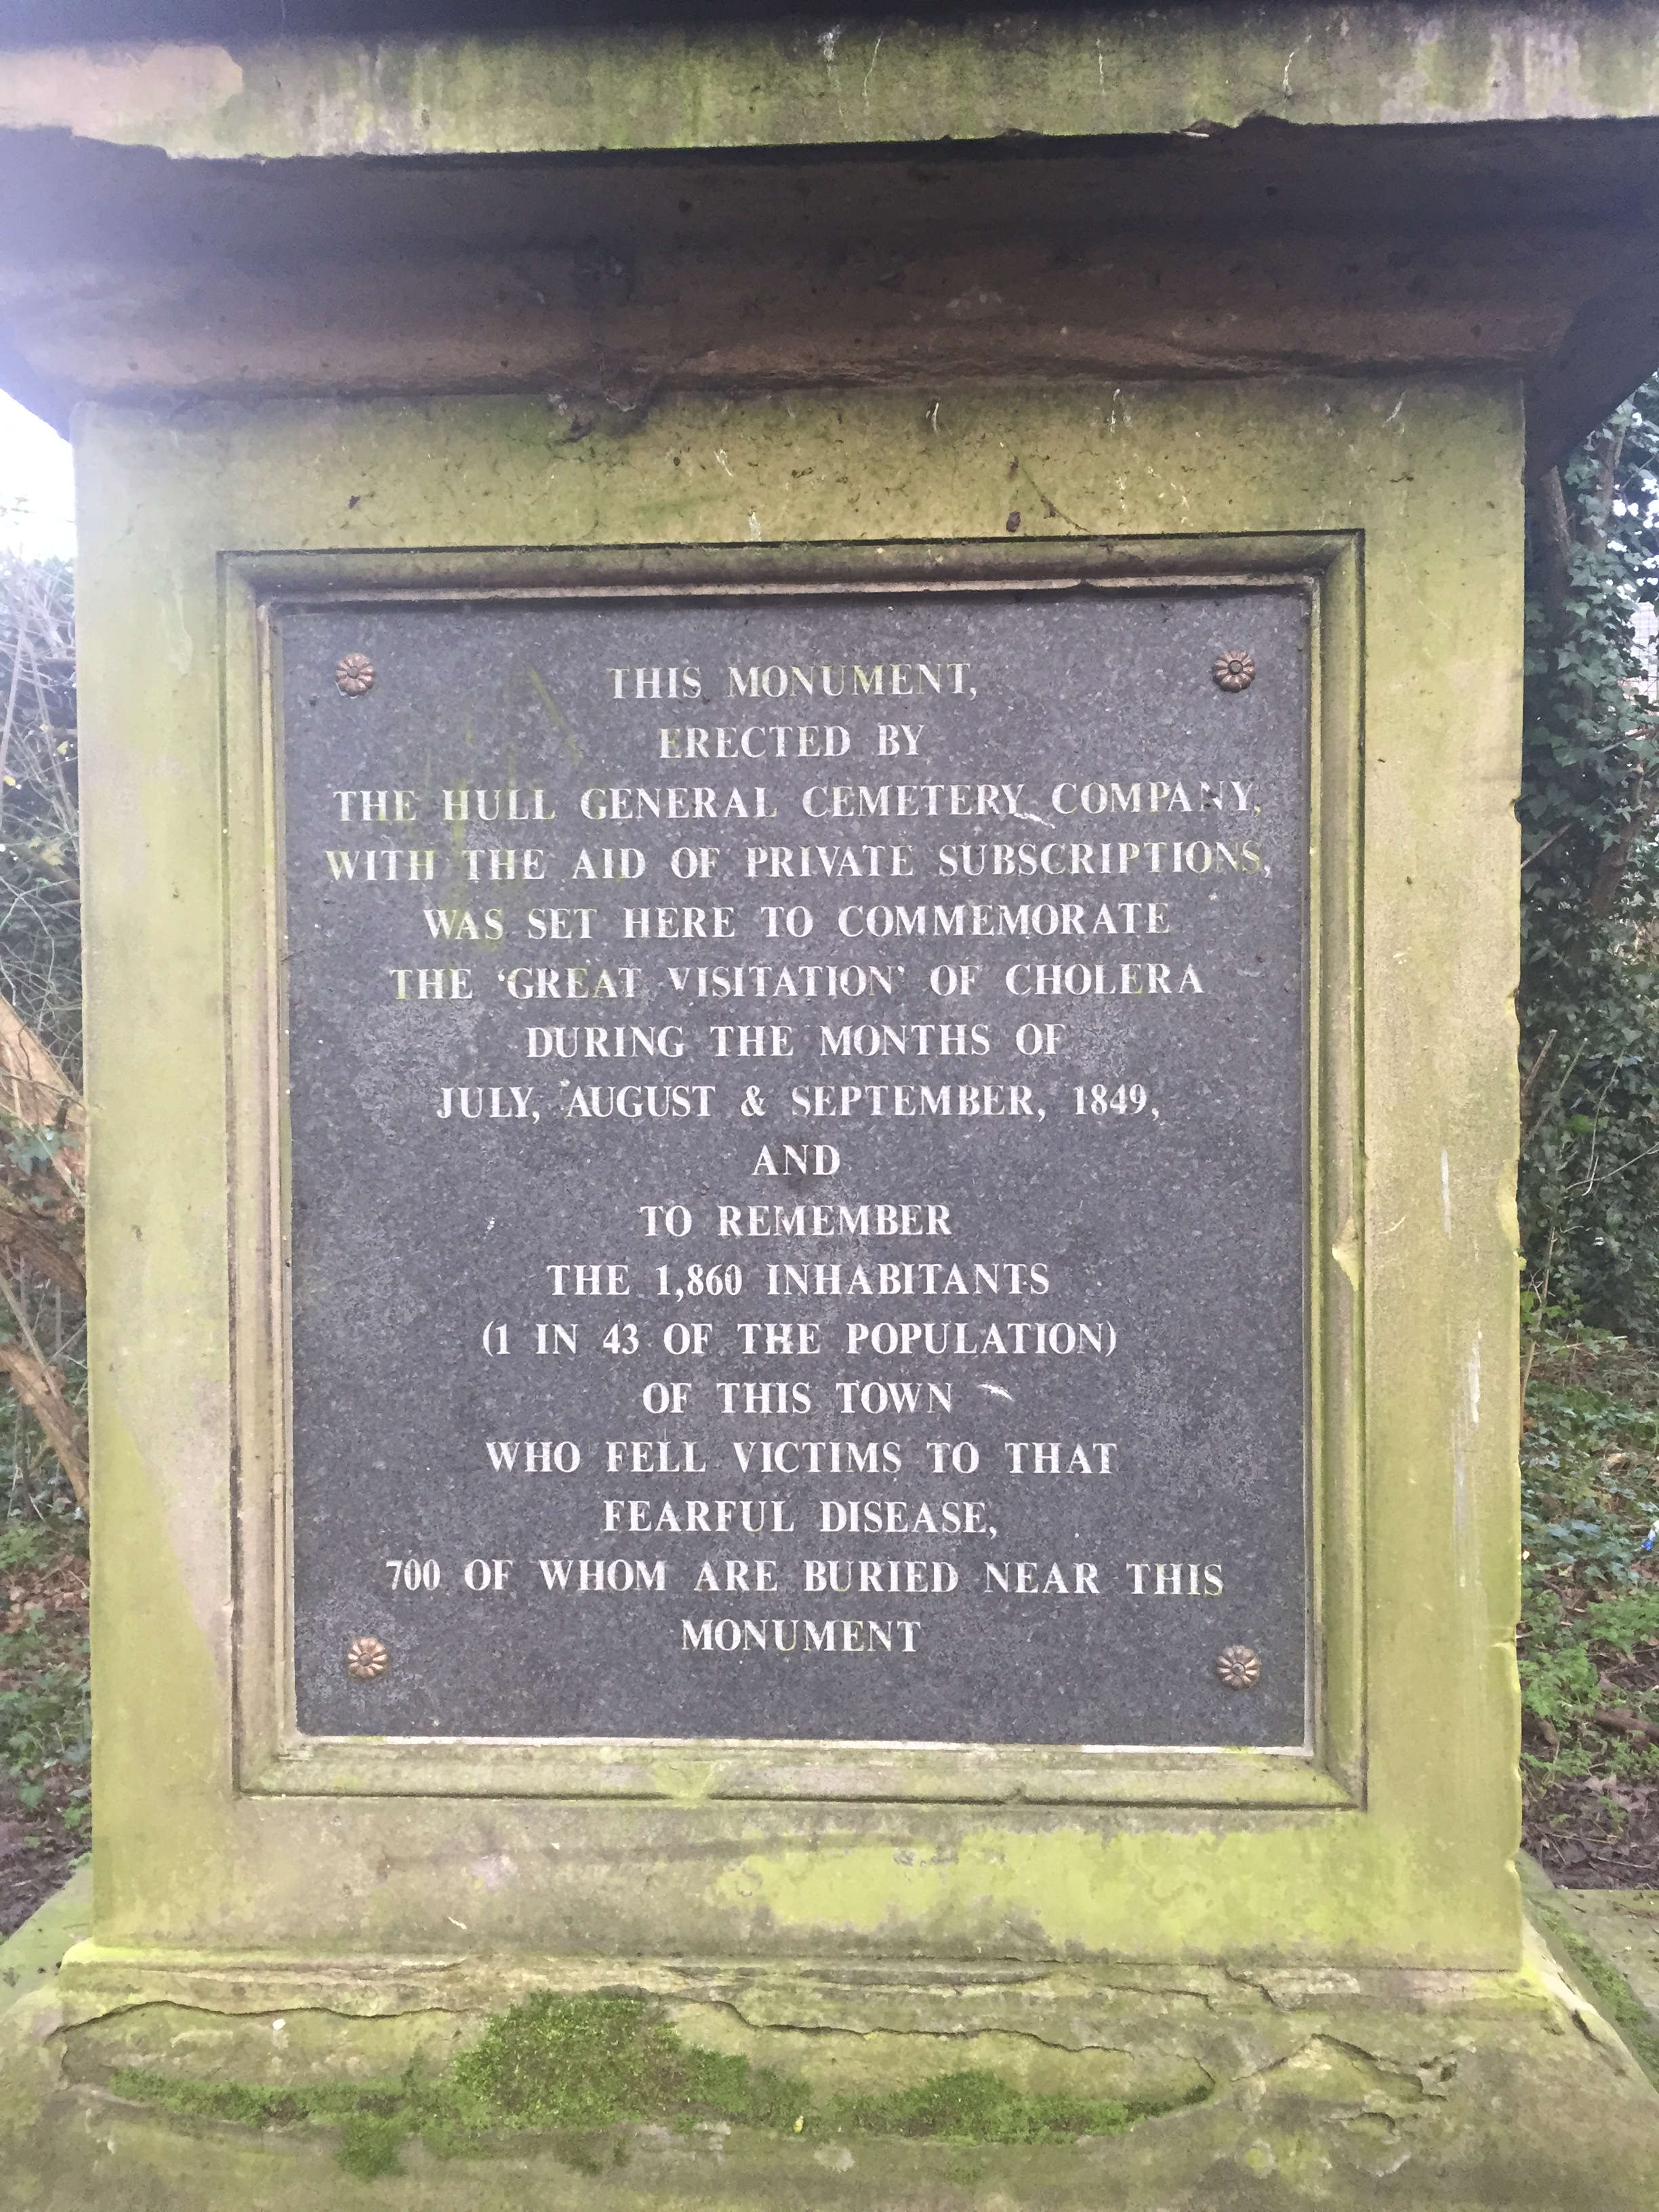 THIS MONUMENT,
ERECTED BY
THE HULL GENERAL CEMETERY COMPANY,
WITH THE AID OF PRIVATE SUBSCRIPTIONS,
WAS SET HERE TO COMMEMORATE
THE ‘GREAT VISITATION’ OF CHOLERA
DURING THE MONTHS OF
JULY, AUGUST & SEPTEMBER, 1849,
AND
TO REMEMBER
THE 1,860 INHABITANTS
(1 IN 43 OF THE POPULATION)
OF THIS TOWN
WHO FELL VICTIMS TO THAT
FEARFUL DISEASE,
700 OF WHOM ARE BURIED NEAR THIS
MONUMENT